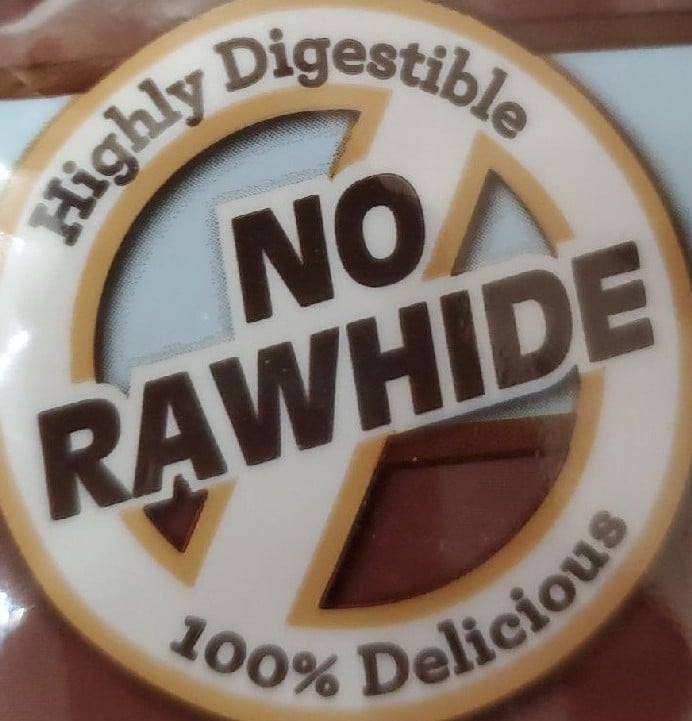 Highly Digestible
NO
RAWHIDE
100% Delicious